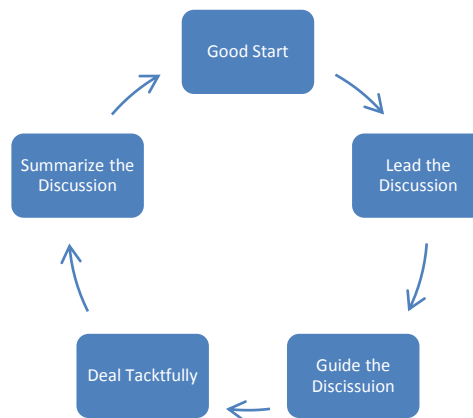 Good Start
Lead the
Discussion
Guide the
Discissuion
Deal Tacktfully
Summarize the
Discussion